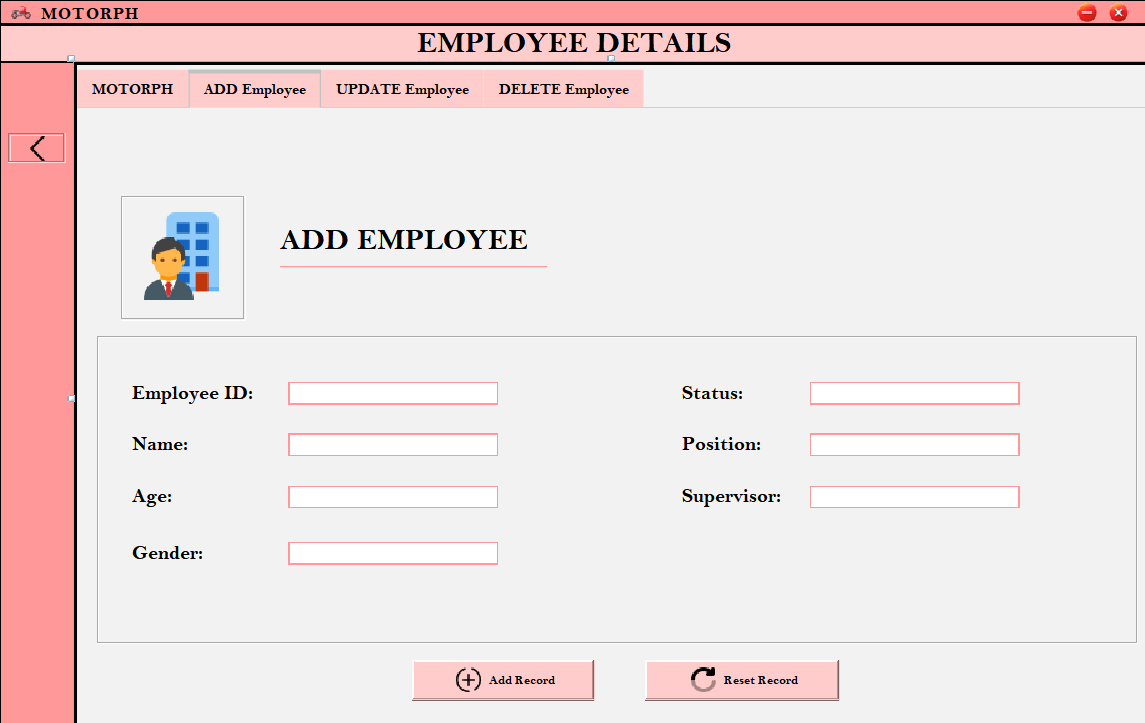 MOTORPH
EMPLOYEE DETAILS
MOTORPH ADD Employee UPDATE Employee DELETE Employee
ADD EMPLOYEE
Employee ID: Status:
Name: Position:
Age: Supervisor:
Gender:
Add Record Reset Record